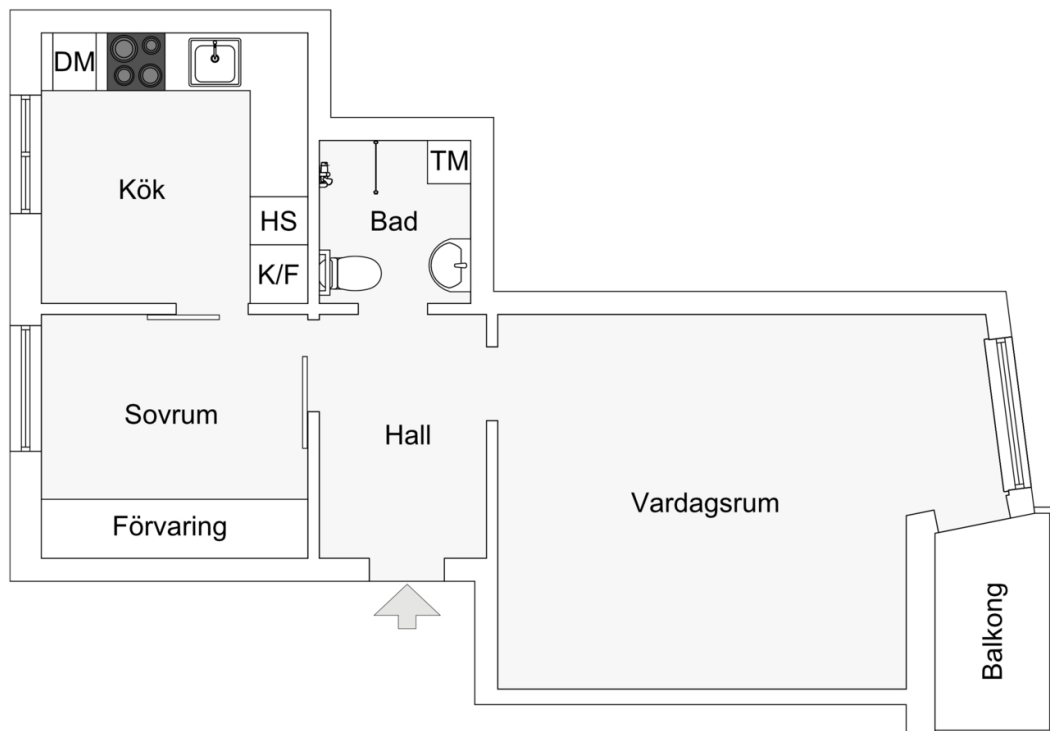 DM
TM
Kök
Bad
HS
K/F
Sovrum
Hall
Vardagsrum
Förvaring
Balkong